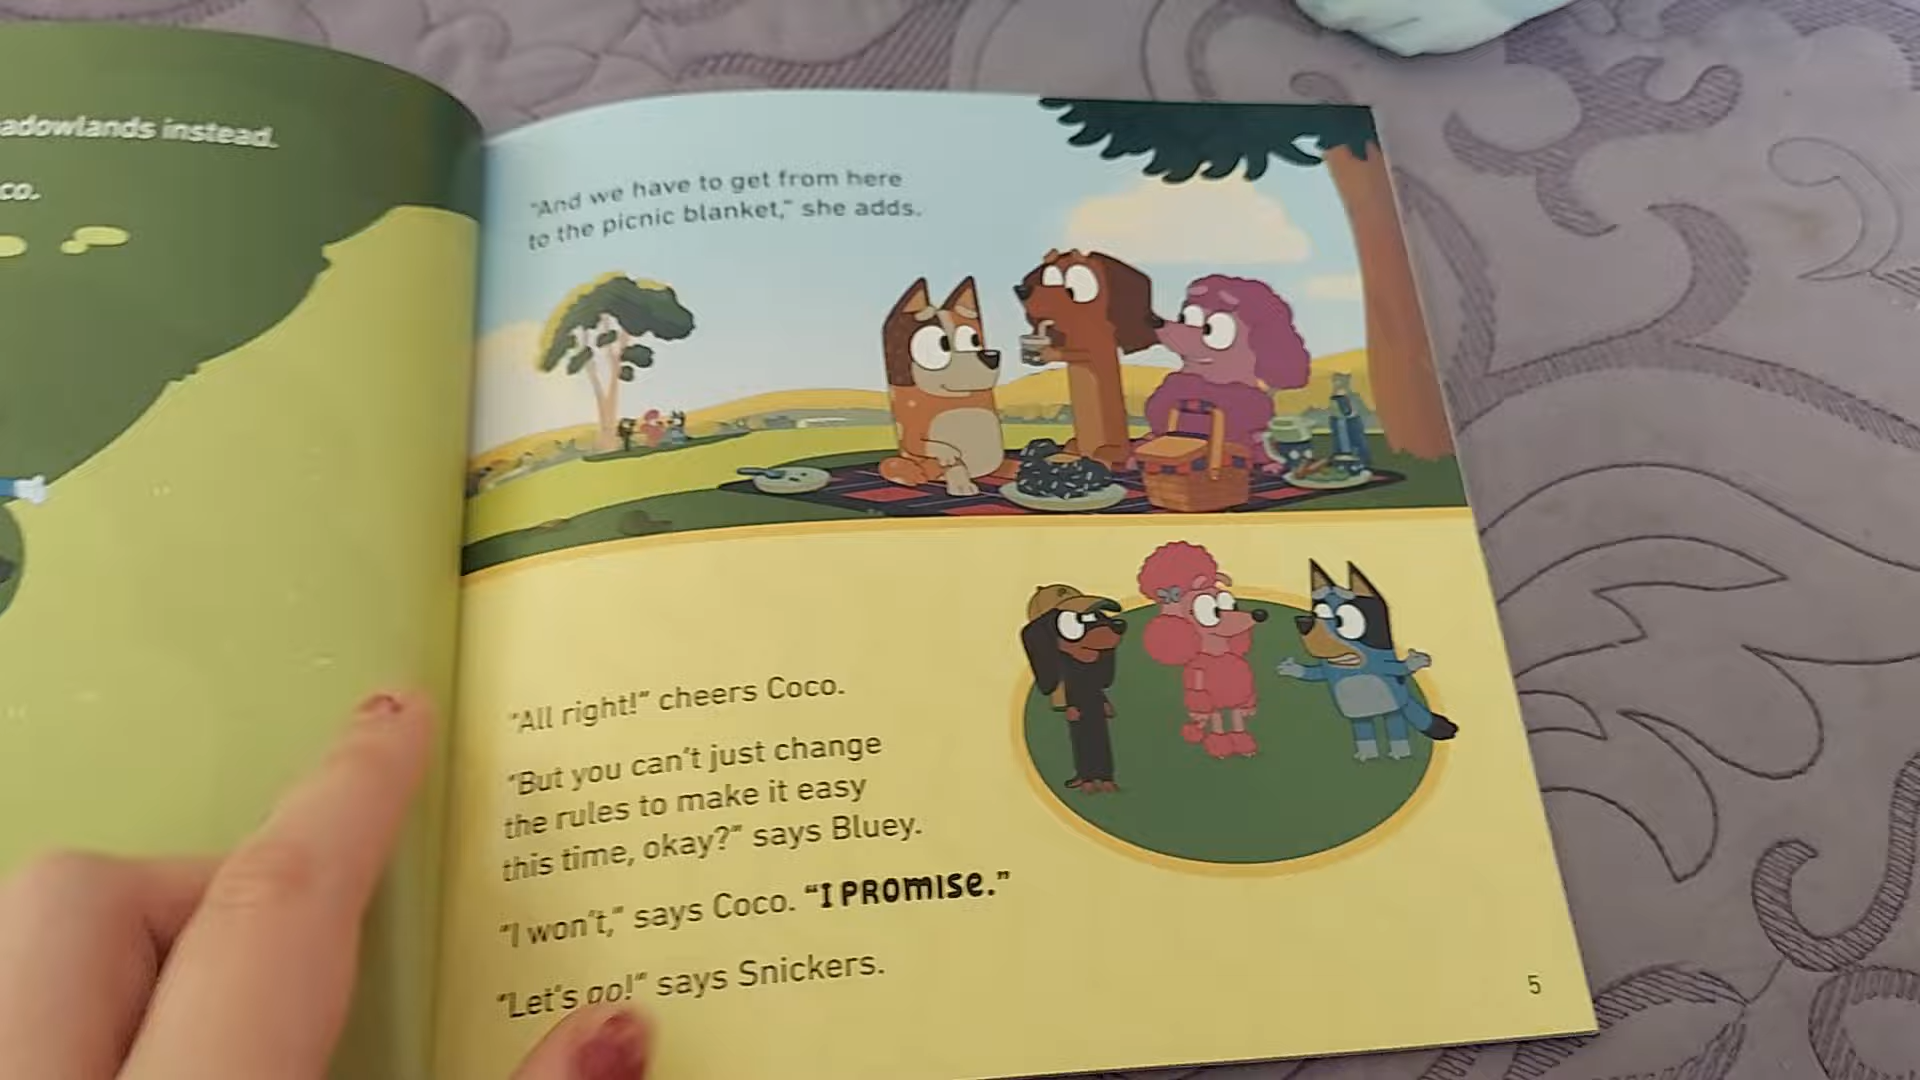 adowlands instead.
co.
"And we have to get from here
to the picnic blanket," she adds.
"All right!" cheers Coco.
"But you can't just change
the rules to make it easy
this time, okay?" says Bluey.
"I won't," says Coco. "I PROMISE."
"Let's go!" says Snickers.
5